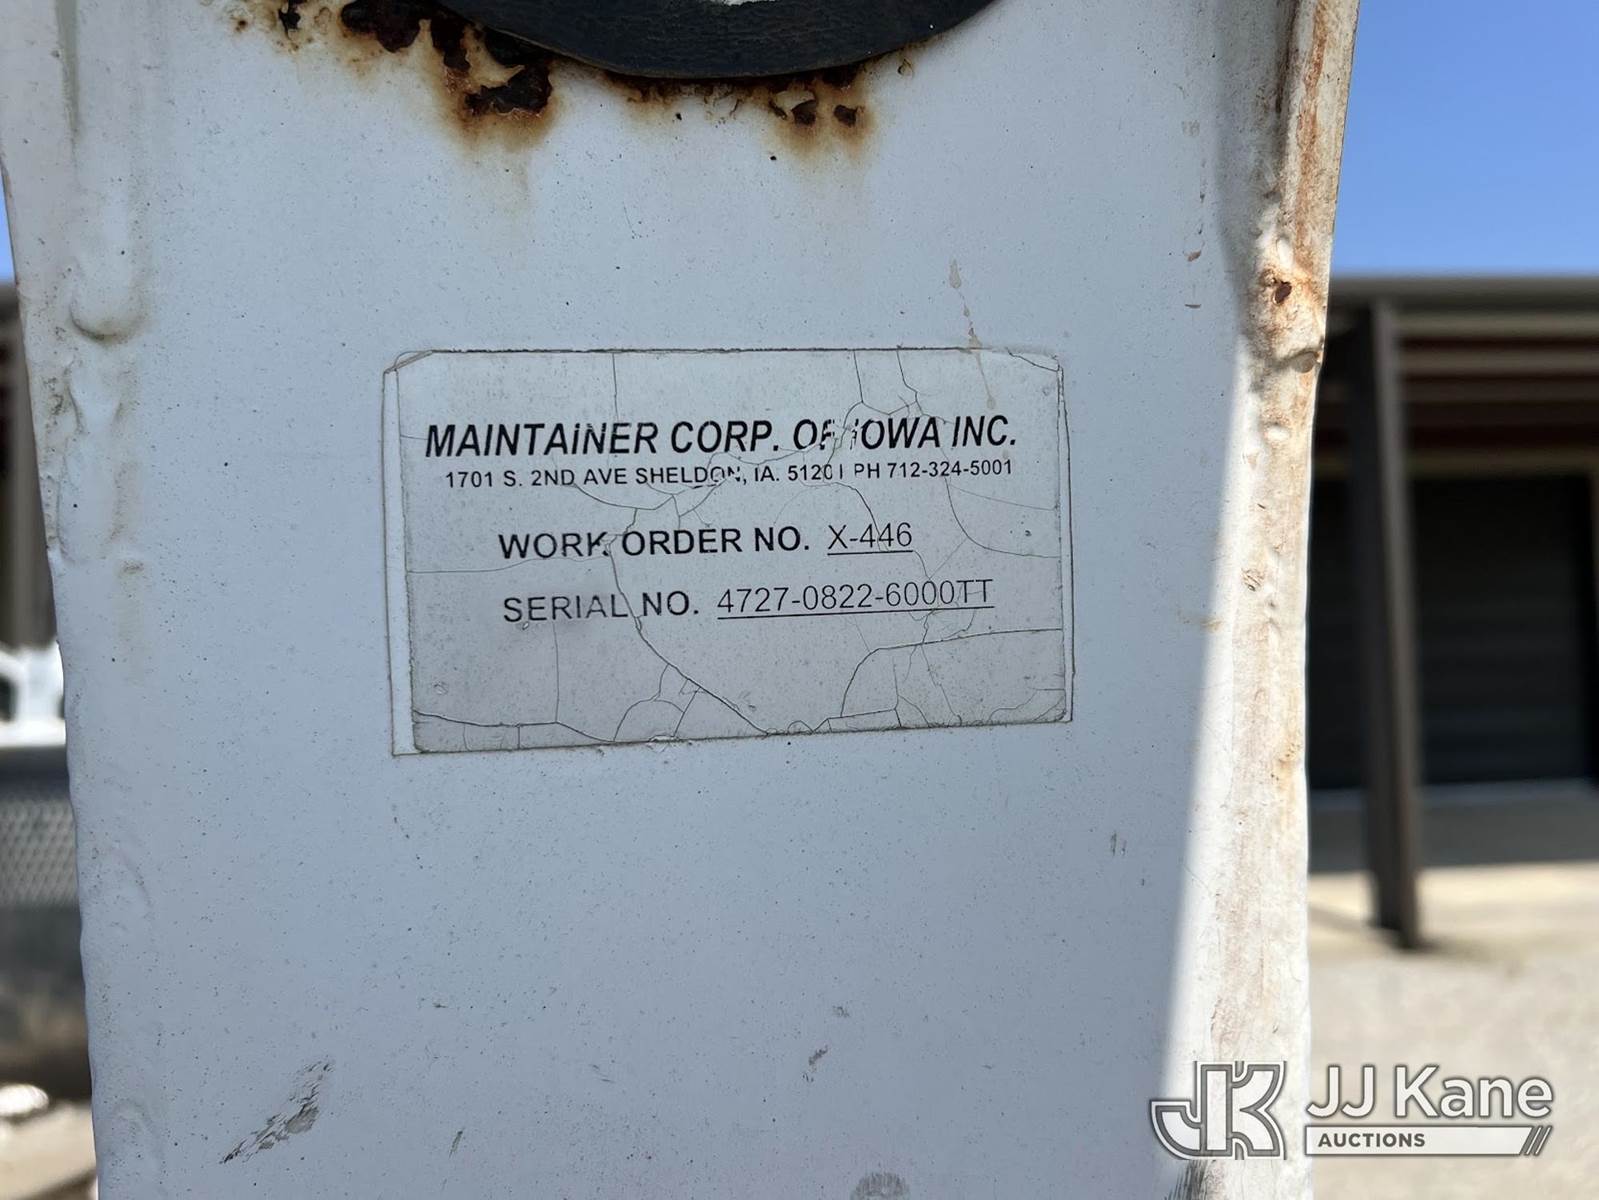 MAINTAINER CORP. OF IOWA INC.
1701 S. 2ND AVE SHELDON, IA. 51201 PH 712-324-5001
WORK ORDER NO. X-446
SERIAL NO. 4727-0822-6000TT
JK JJ Kane
AUCTIONS